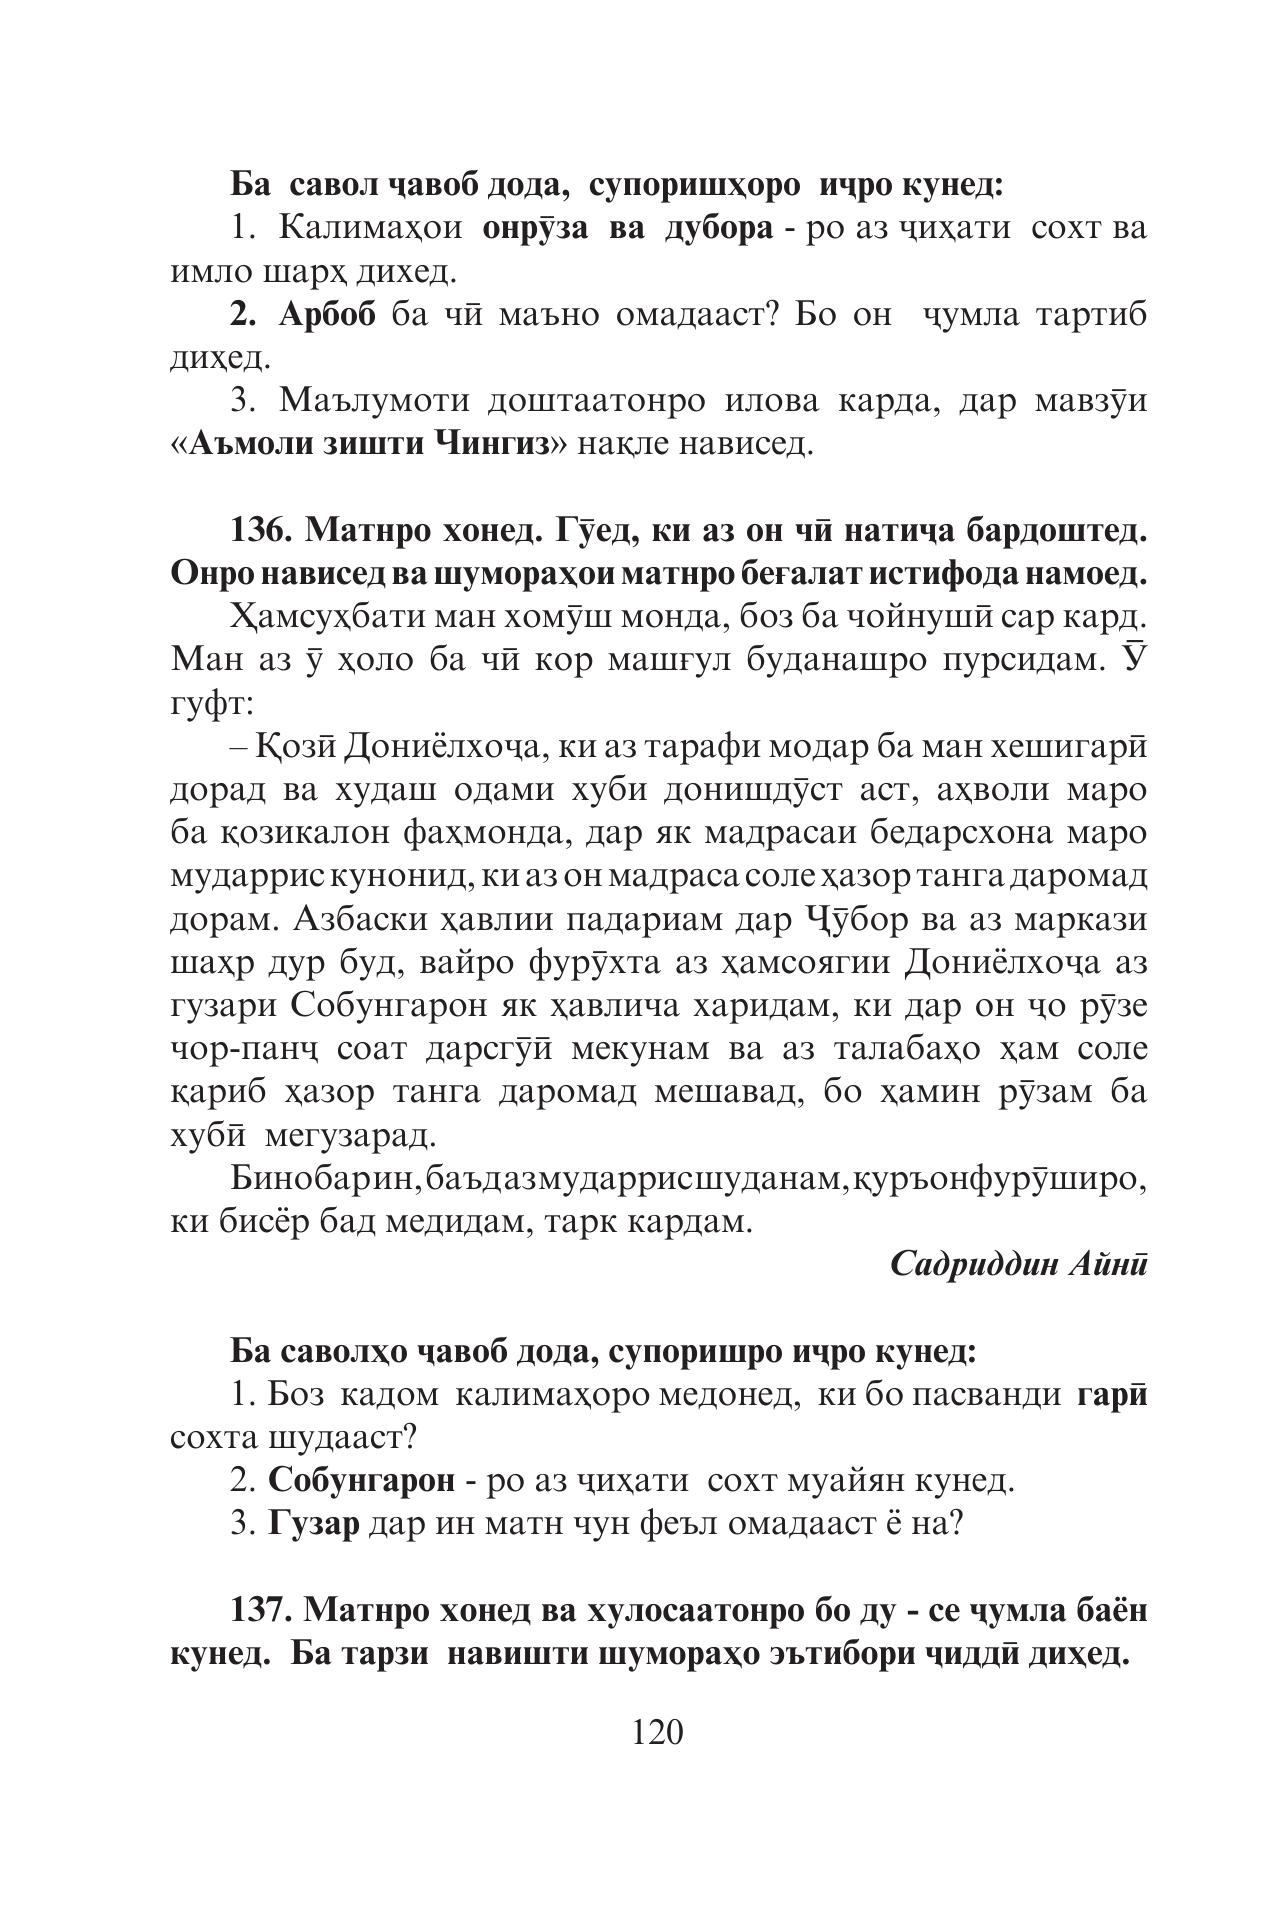 Ба савол ҷавоб дода, супоришҳоро иҷро кунед:
1. Калимаҳои онрӯза ва дубора - ро аз ҷиҳати сохт ва
имло шарҳ дихед.
2. Арбоб ба чӣ маъно омадааст? Бо он ҷумла тартиб
диҳед.
3. Маълумоти доштаатонро илова карда, дар мавзӯи
«Аъмоли зишти Чингиз» нақле нависед.
136. Матнро хонед. Гӯед, ки аз он чӣ натиҷа бардоштед.
Онро нависед ва шумораҳои матнро беғалат истифода намоед.
Ҳамсуҳбати ман хомӯш монда, боз ба чойнушӣ сар кард.
Ман аз ӯ ҳоло ба чӣ кор машғул буданашро пурсидам. Ӯ
гуфт:
– Қозӣ Дониёлхоҷа, ки аз тарафи модар ба ман хешигарӣ
дорад ва худаш одами хуби донишдӯст аст, аҳволи маро
ба қозикалон фаҳмонда, дар як мадрасаи бедарсхона маро
мударрис кунонид, ки аз он мадраса соле ҳазор танга даромад
дорам. Азбаски ҳавлии падариам дар Ҷӯбор ва аз маркази
шаҳр дур буд, вайро фурӯхта аз ҳамсоягии Дониёлхоҷа аз
гузари Собунгарон як ҳавлича харидам, ки дар он ҷо рӯзе
чор-панҷ соат дарсгӯӣ мекунам ва аз талабаҳо ҳам соле
қариб ҳазор танга даромад мешавад, бо ҳамин рӯзам ба
хубӣ мегузарад.
Бинобар ин, баъд аз мударрис шуданам, қуръонфурӯширо,
ки бисёр бад медидам, тарк кардам.
Садриддин Айнӣ
Ба саволҳо ҷавоб дода, супоришро иҷро кунед:
1. Боз кадом калимаҳоро медонед, ки бо пасванди гарӣ
сохта шудааст?
2. Собунгарон - ро аз ҷиҳати сохт муайян кунед.
3. Гузар дар ин матн чун феъл омадааст ё на?
137. Матнро хонед ва хулосаатонро бо ду - се ҷумла баён
кунед. Ба тарзи навишти шумораҳо эътибори ҷиддӣ диҳед.
120